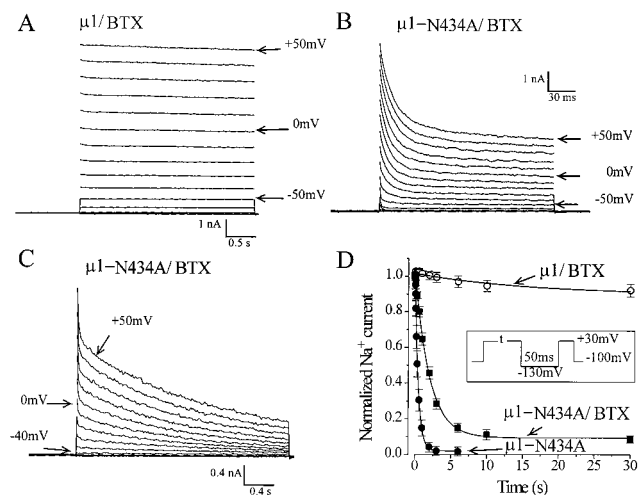 A
μ1/BTX
+50mV
0mV
-50mV
1 nA
0.5 s
B
μ1-N434A/BTX
1 nA
30 ms
+50mV
0mV
-50mV
C
μ1-N434A/BTX
+50mV
0mV
-40mV
0.4 nA
0.4 s
D
Normalized Na⁺ current
1.0
0.8
0.6
0.4
0.2
0.0
μ1/BTX
t
+30mV
50ms
-100mV
-130mV
μ1-N434A/BTX
μ1-N434A
0 5 10 15 20 25 30
Time (s)